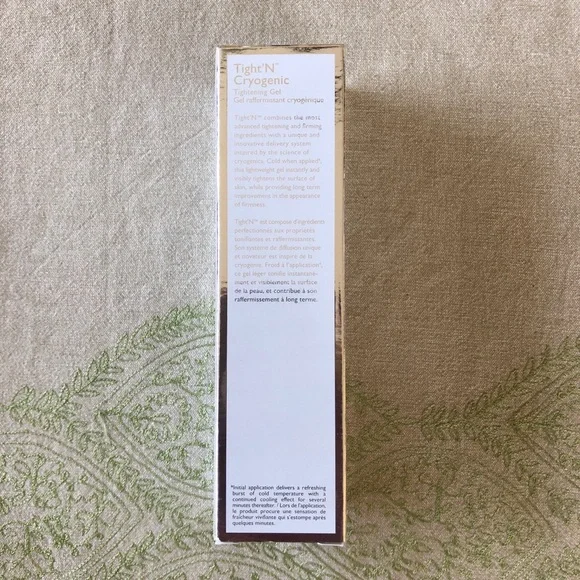 Tight'N™
Cryogenic
Tightening Gel
Gel raffermissant cryogénique
Tight'N™ combines the most
advanced tightening and firming
ingredients with a unique and
innovative delivery system
inspired by the science of
cryogenics. Cold when applied*,
this lightweight gel instantly and
visibly tightens the surface of
skin, while providing long term
improvement in the appearance
of firmness.
Tight'N™ est composé d'ingrédients
perfectionnés aux propriétés
tonifiantes et raffermissantes.
Son système de diffusion unique
et novateur est inspiré de la
cryogénie. Froid à l'application*,
ce gel léger tonifie instantané-
ment et visiblement la surface
de la peau, et contribue à son
raffermissement à long terme.
*Initial application delivers a refreshing
burst of cold temperature with a
continued cooling effect for several
minutes thereafter. / Lors de l'application,
le produit procure une sensation de
fraîcheur vivifiante qui s'estompe après
quelques minutes.